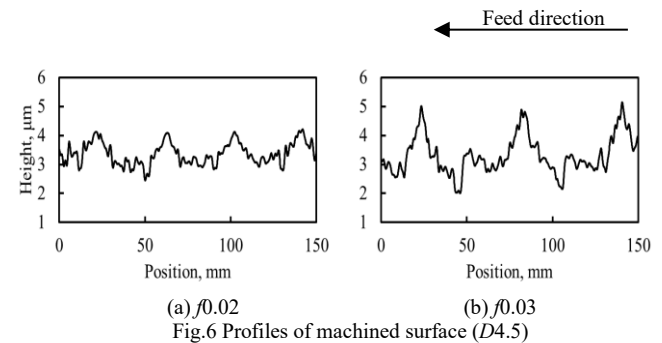 Feed direction
6
5
4
3
2
1
Height, μm
0 50 100 150
Position, mm
(a) f0.02
6
5
4
3
2
1
0 50 100 150
Position, mm
(b) f0.03
Fig.6 Profiles of machined surface (D4.5)